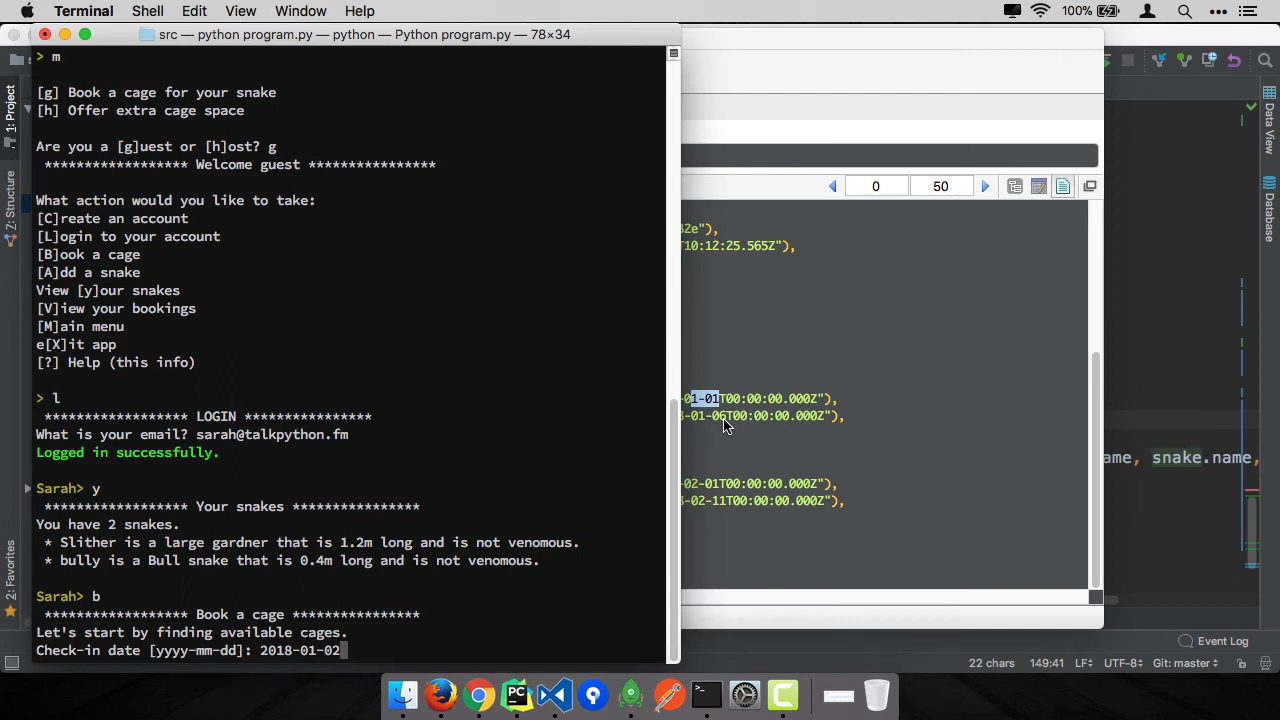 Terminal Shell Edit View Window Help 100%
src — python program.py — python — Python program.py — 78×34
> m
[g] Book a cage for your snake
[h] Offer extra cage space
Are you a [g]uest or [h]ost? g
****************** Welcome guest ****************
What action would you like to take:
[C]reate an account
[L]ogin to your account
[B]ook a cage
[A]dd a snake
View [y]our snakes
[V]iew your bookings
[M]ain menu
e[X]it app
[?] Help (this info)
> l
****************** LOGIN ****************
What is your email? sarah@talkpython.fm
Logged in successfully.
Sarah> y
****************** Your snakes ****************
You have 2 snakes.
* Slither is a large gardner that is 1.2m long and is not venomous.
* bully is a Bull snake that is 0.4m long and is not venomous.
Sarah> b
****************** Book a cage ****************
Let's start by finding available cages.
Check-in date [yyyy-mm-dd]: 2018-01-02
0 50
32e"),
T10:12:25.565Z"),
-01-01T00:00:00.000Z"),
8-01-06T00:00:00.000Z"),
-02-01T00:00:00.000Z"),
8-02-11T00:00:00.000Z"),
ame, snake.name,
1: Project
7: Structure
2: Favorites
Data View
Database
Event Log
22 chars 149:41 LF÷ UTF-8÷ Git: master÷
PC